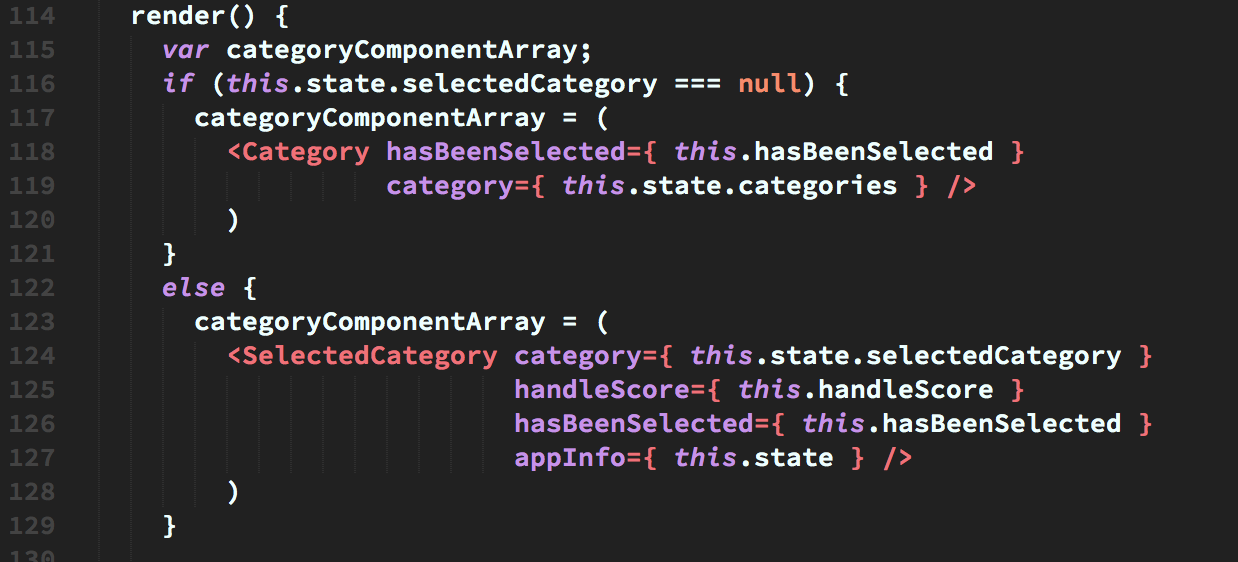 114 render() {
115 var categoryComponentArray;
116 if (this.state.selectedCategory === null) {
117 categoryComponentArray = (
118 <Category hasBeenSelected={ this.hasBeenSelected }
119 category={ this.state.categories } />
120 )
121 }
122 else {
123 categoryComponentArray = (
124 <SelectedCategory category={ this.state.selectedCategory }
125 handleScore={ this.handleScore }
126 hasBeenSelected={ this.hasBeenSelected }
127 appInfo={ this.state } />
128 )
129 }
130